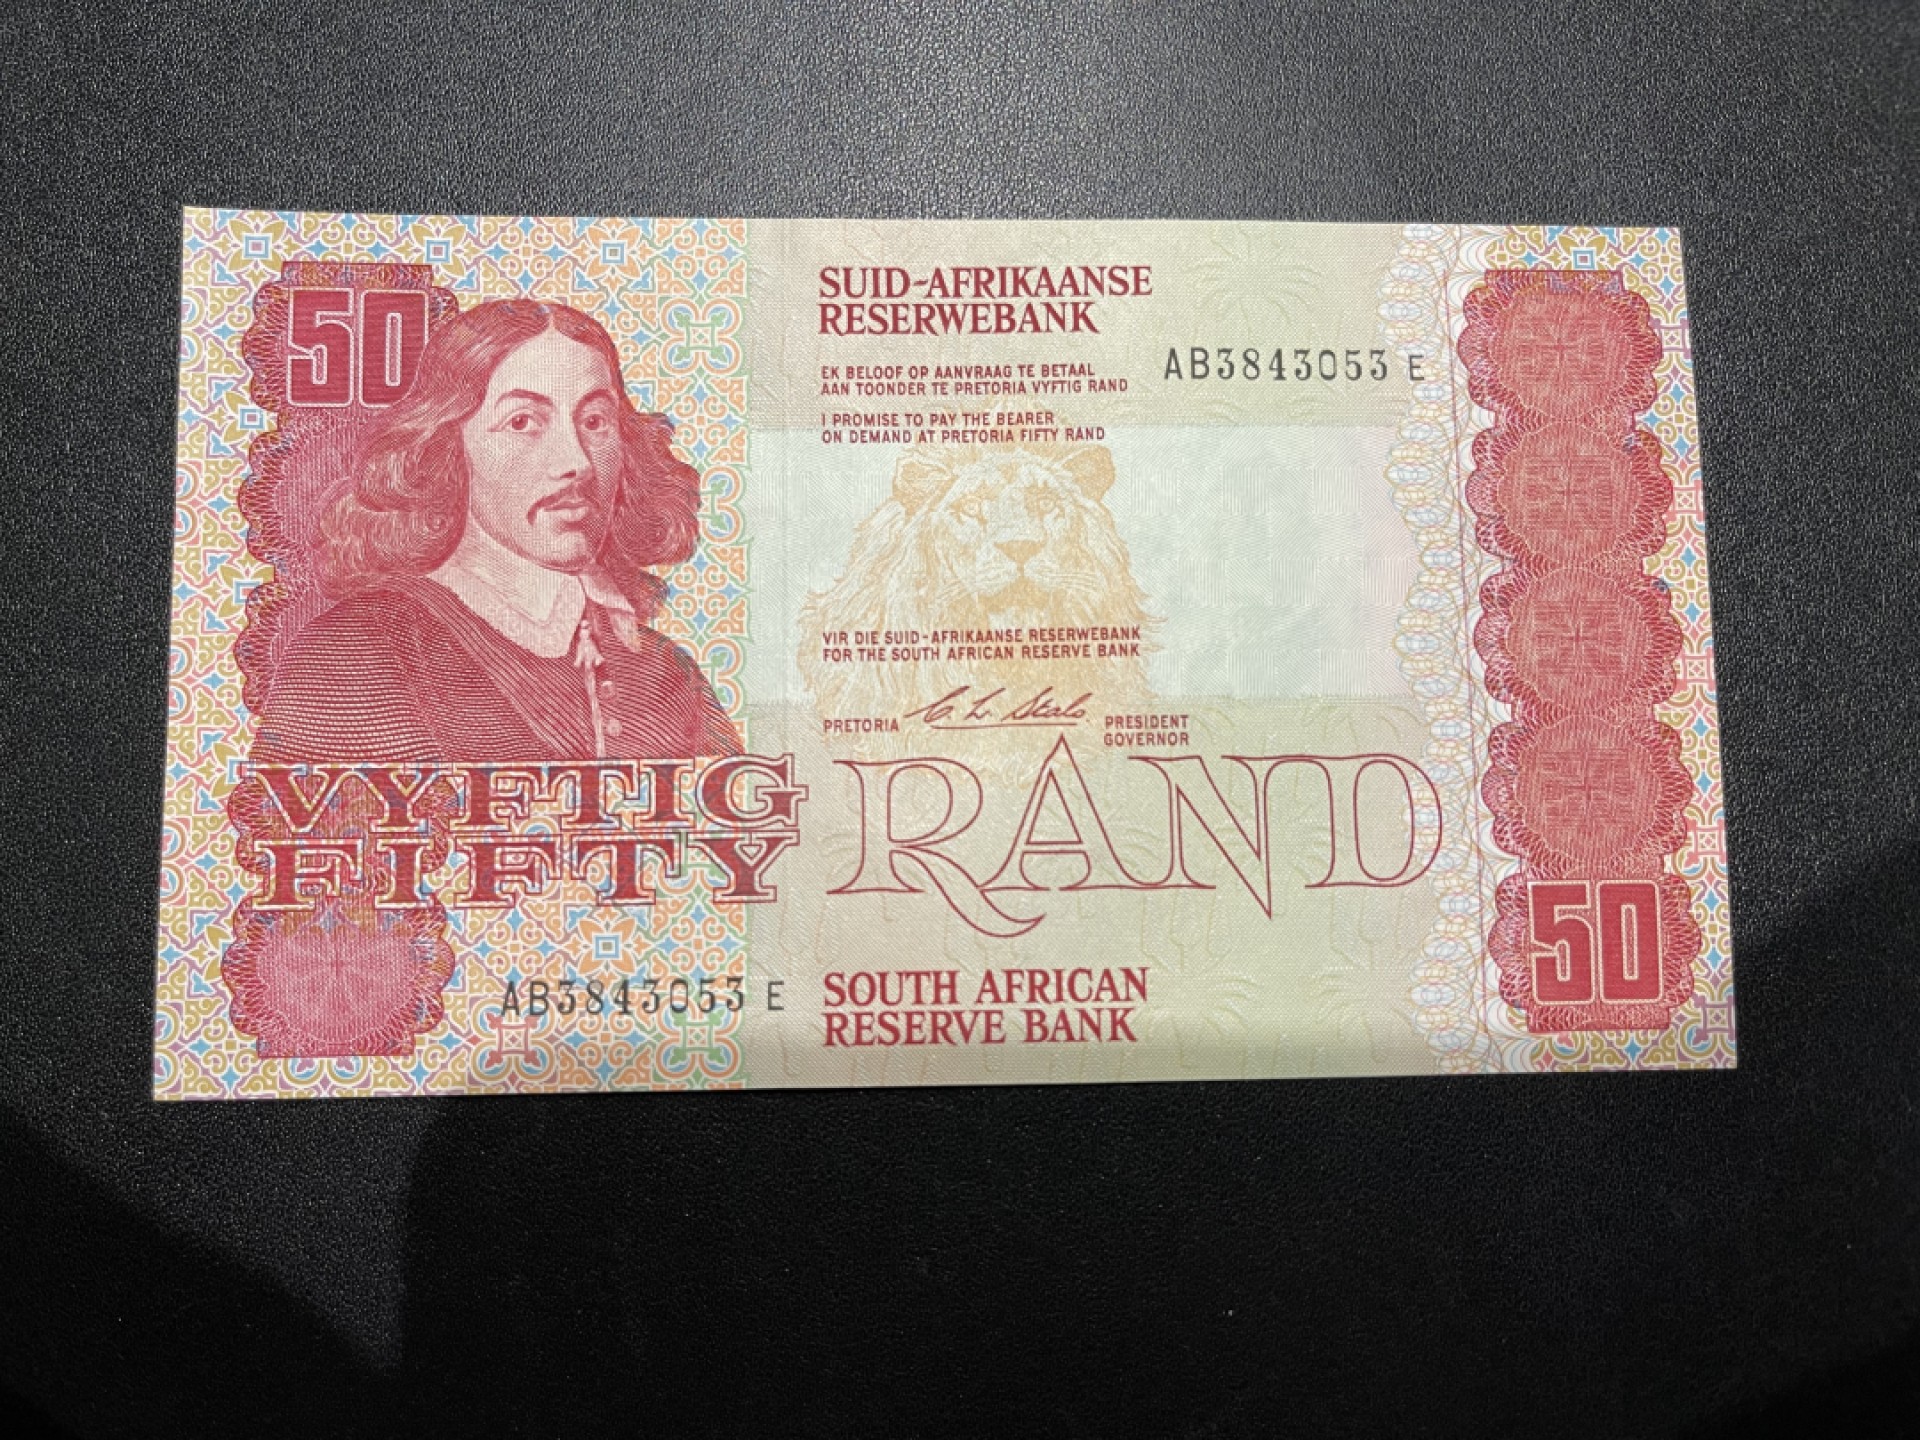 50
SUID-AFRIKAANSE
RESERWEBANK
EK BELOOF OP AANVRAAG TE BETAAL
AAN TOONDER TE PRETORIA VYFTIG RAND
AB3843053 E
I PROMISE TO PAY THE BEARER
ON DEMAND AT PRETORIA FIFTY RAND
VIR DIE SUID-AFRIKAANSE RESERWEBANK
FOR THE SOUTH AFRICAN RESERVE BANK
PRETORIA C. L. Stals PRESIDENT
GOVERNOR
VYFTIG
FIFTY
RAND
50
AB3843053 E
SOUTH AFRICAN
RESERVE BANK